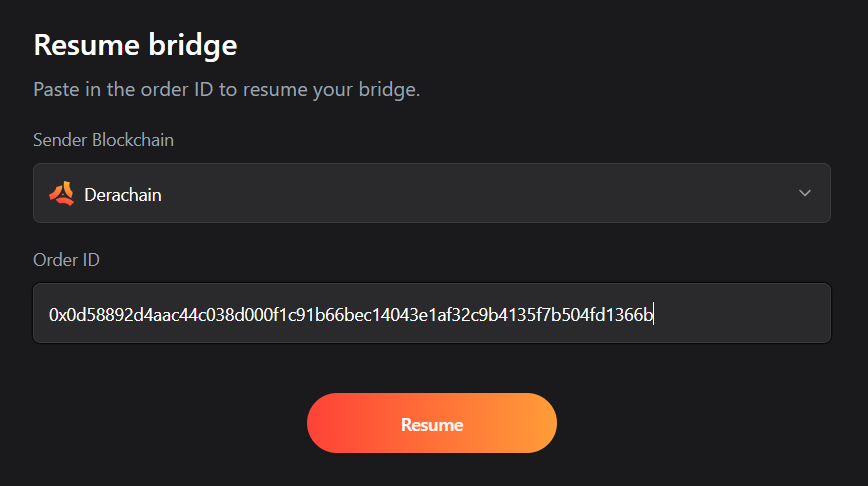 Resume bridge
Paste in the order ID to resume your bridge.
Sender Blockchain
Derachain
Order ID
0x0d58892d4aac44c038d000f1c91b66bec14043e1af32c9b4135f7b504fd1366b
Resume